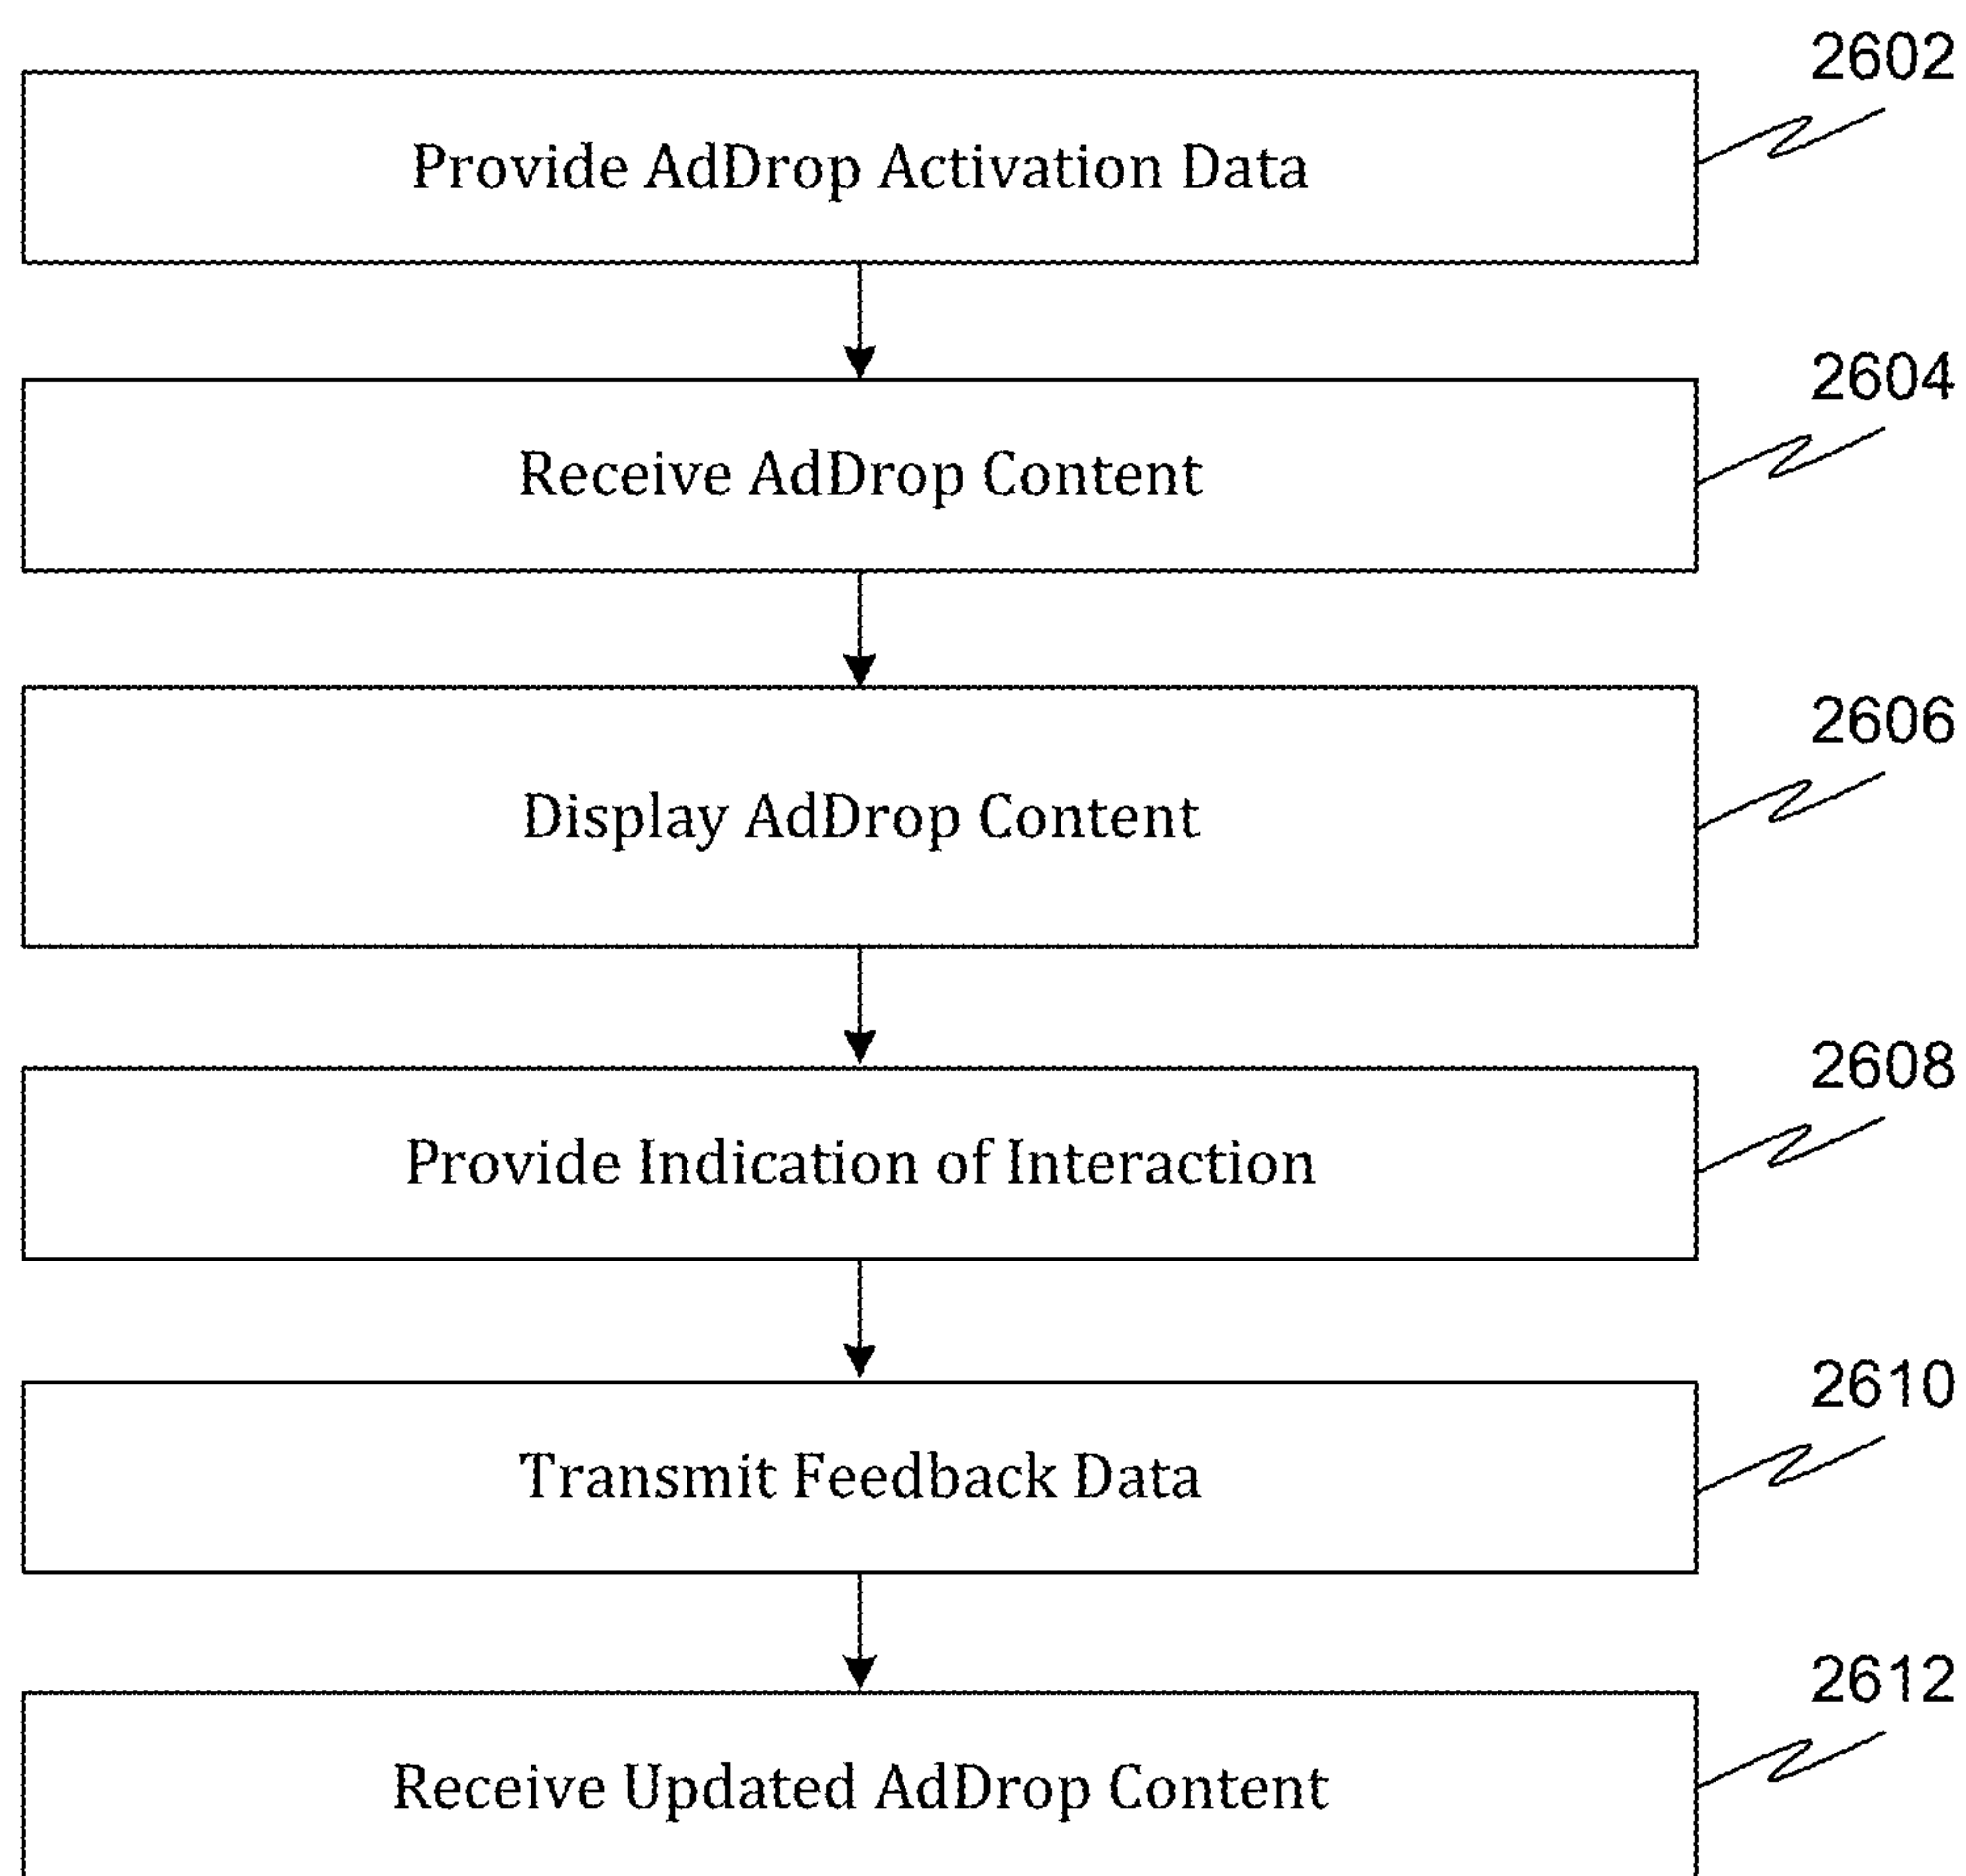 2602
Provide AdDrop Activation Data
2604
Receive AdDrop Content
2606
Display AdDrop Content
2608
Provide Indication of Interaction
2610
Transmit Feedback Data
2612
Receive Updated AdDrop Content